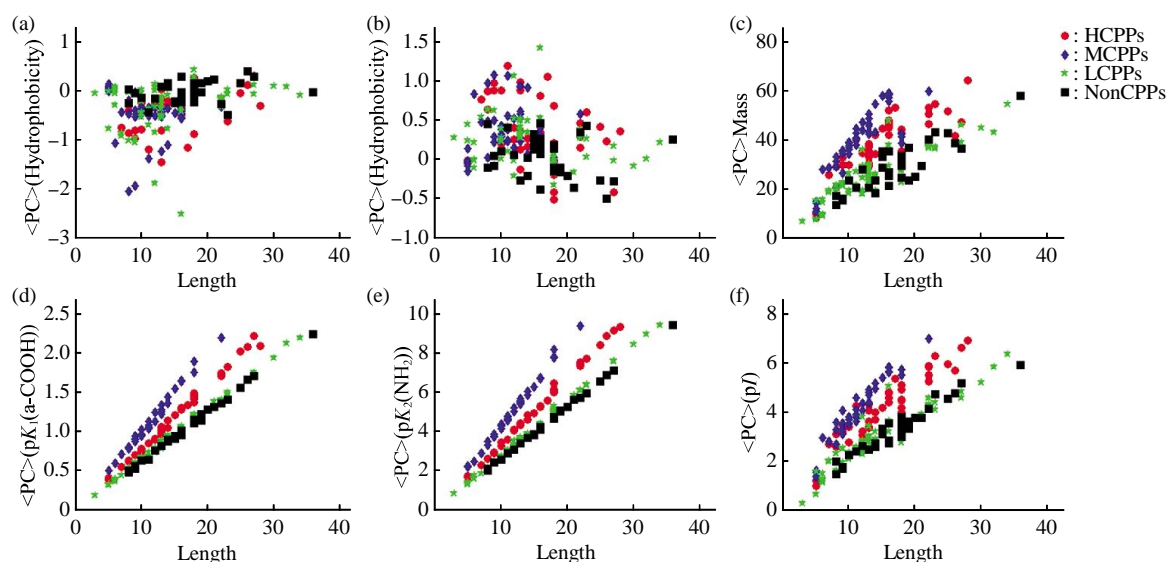 (a)
1
0
−1
−2
−3
0 10 20 30 40
Length
<PC>(Hydrophobicity)
(b)
1.5
1.0
0.5
0
−0.5
−1.0
0 10 20 30 40
Length
<PC>(Hydrophobicity)
(c)
80
60
40
20
0
0 10 20 30 40
Length
<PC>Mass
: HCPPs
: MCPPs
: LCPPs
: NonCPPs
(d)
2.5
2.0
1.5
1.0
0.5
0
0 10 20 30 40
Length
<PC>(pK₁(a-COOH))
(e)
10
8
6
4
2
0
0 10 20 30 40
Length
<PC>(pK₂(NH₂))
(f)
8
6
4
2
0
0 10 20 30 40
Length
<PC>(pI)